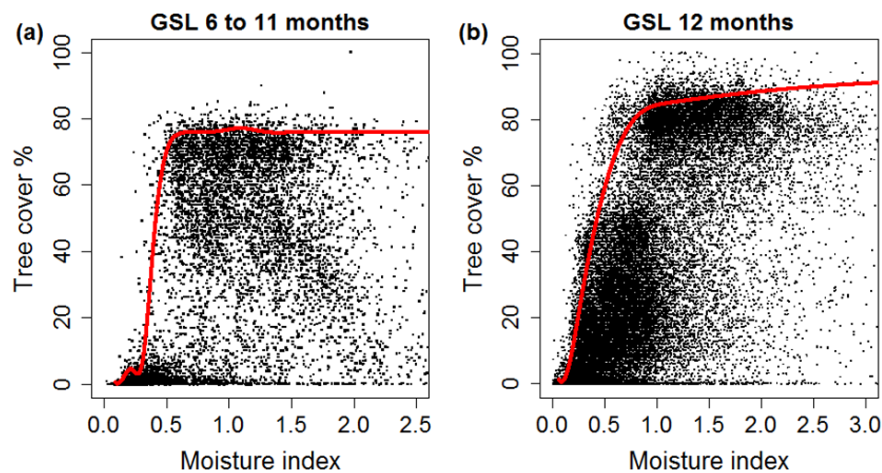 (a) GSL 6 to 11 months
Tree cover %
100
80
60
40
20
0
0.0 0.5 1.0 1.5 2.0 2.5
Moisture index
(b) GSL 12 months
Tree cover %
100
80
60
40
20
0
0.0 0.5 1.0 1.5 2.0 2.5 3.0
Moisture index